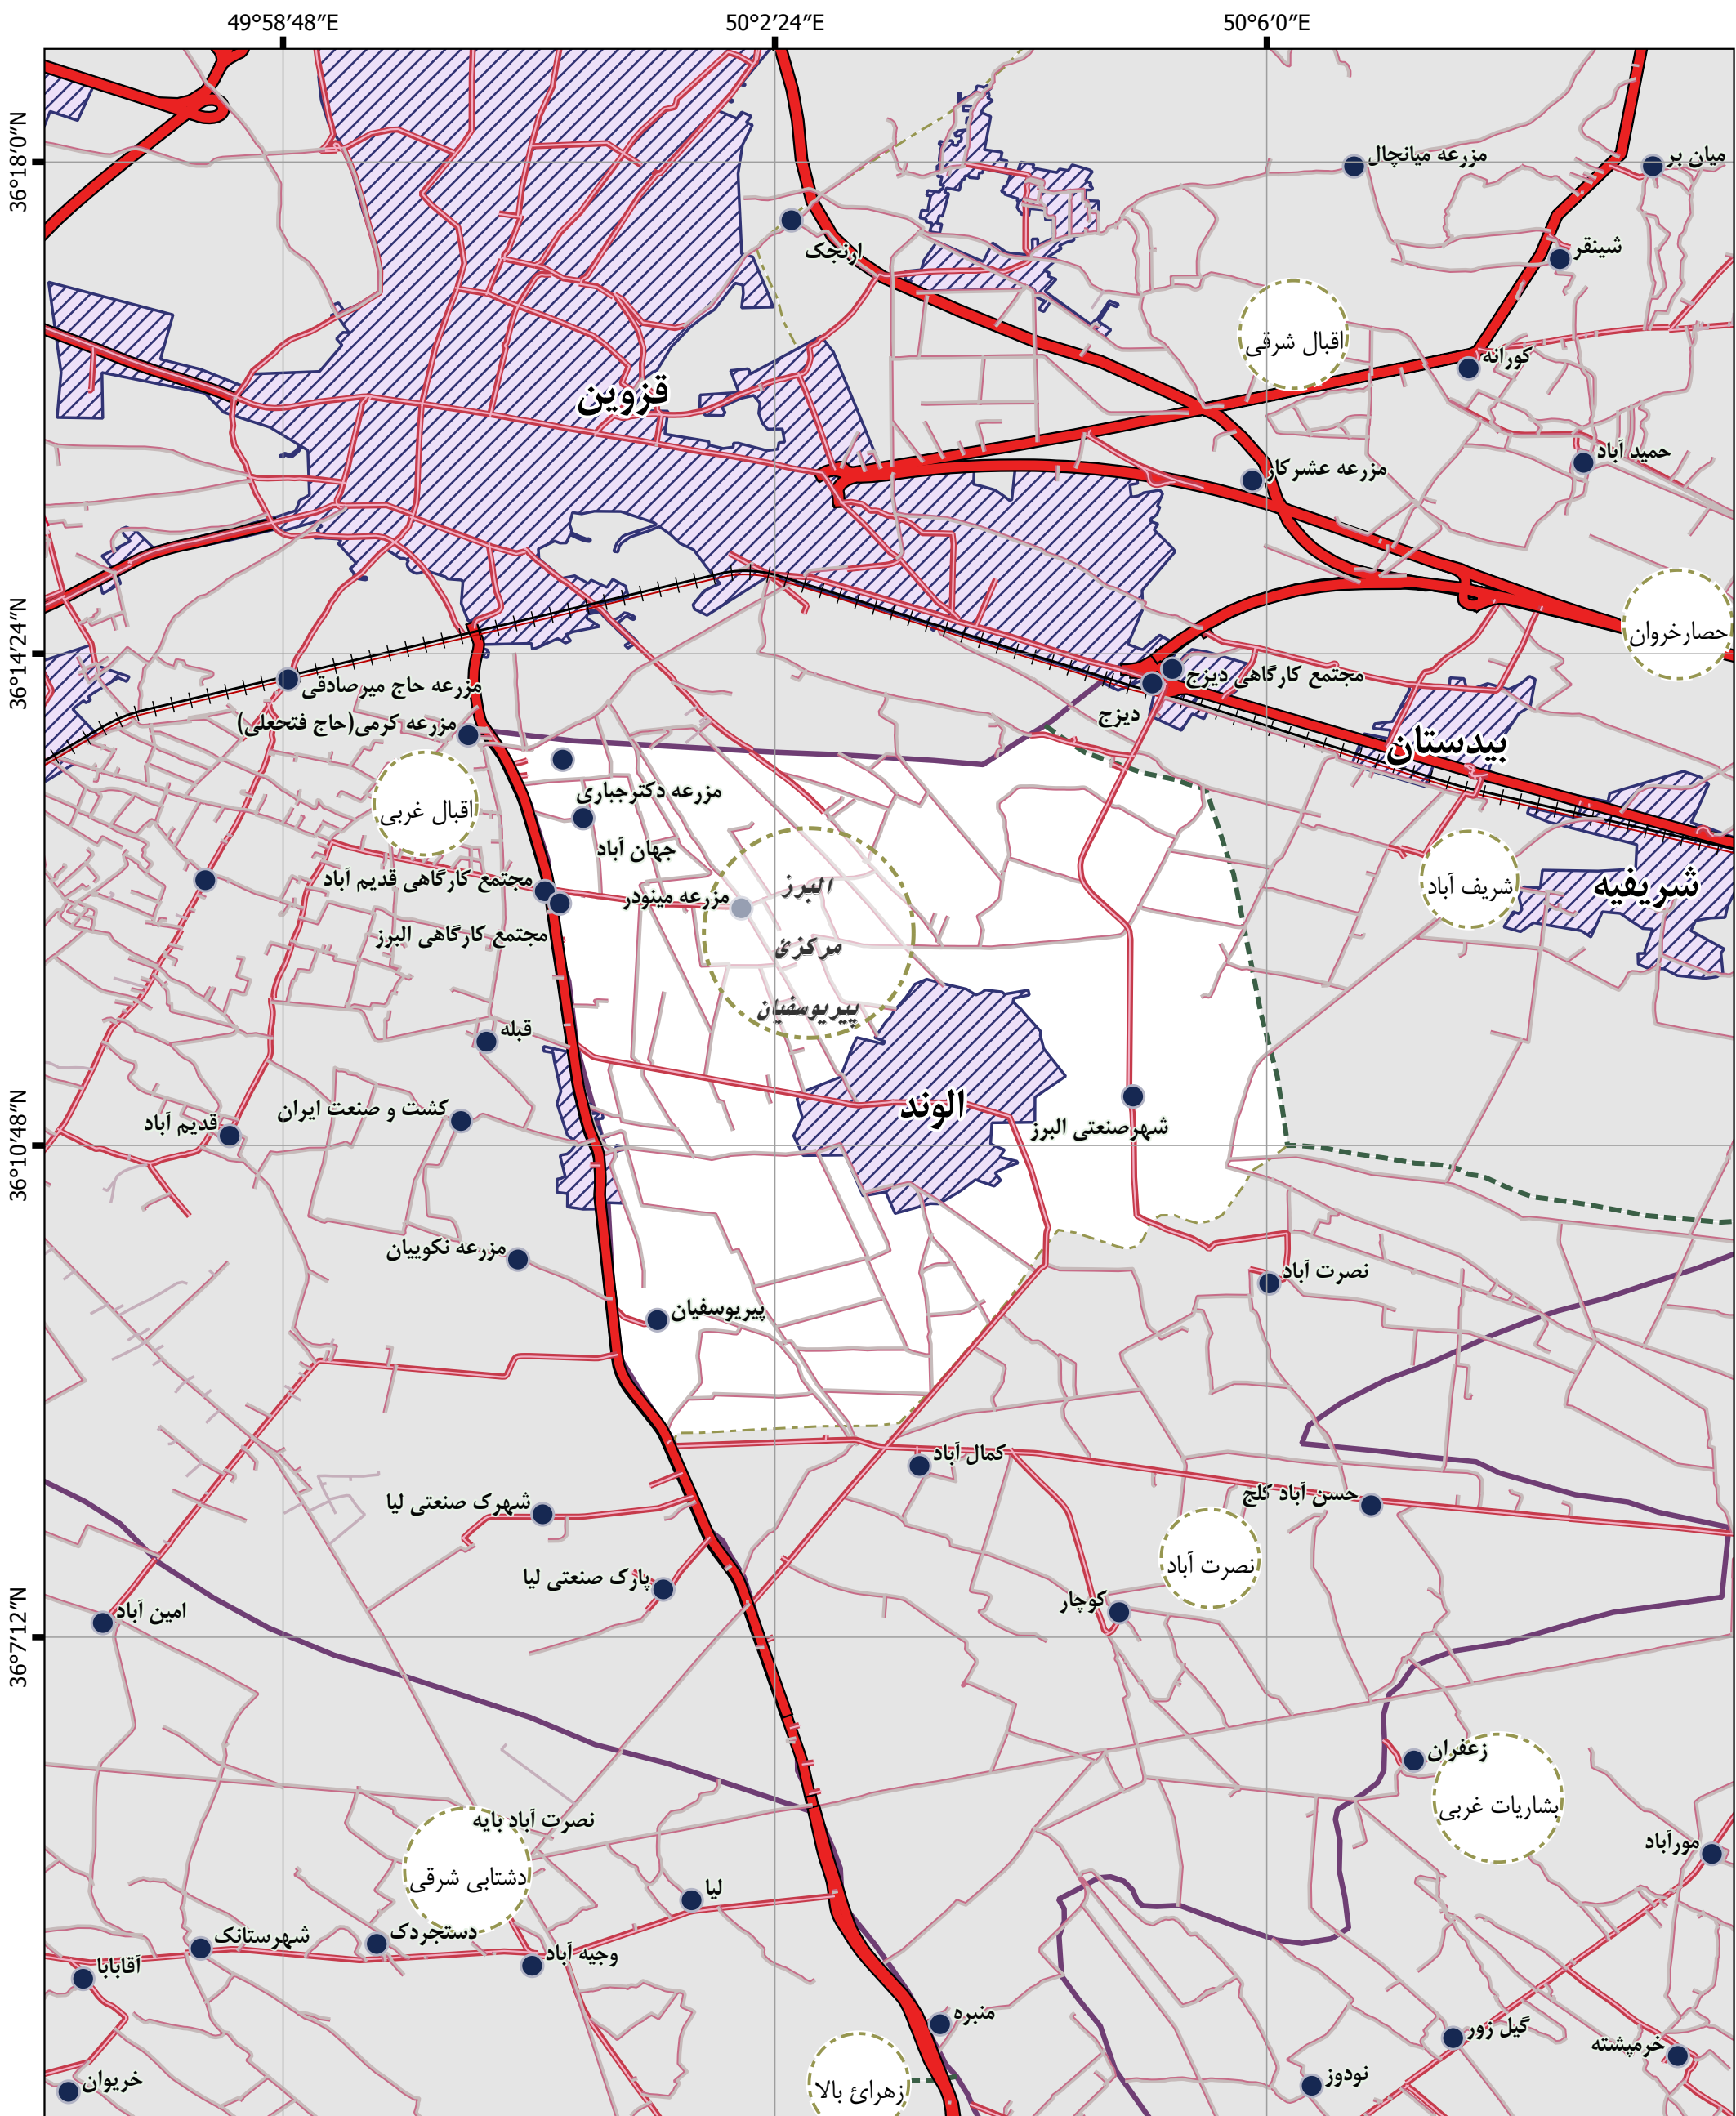 49°58′48″E
50°2′24″E
50°6′0″E
36°18′0″N
36°14′24″N
36°10′48″N
36°7′12″N
مزرعه میانچال
میان بر
ارنجک
شینقر
اقبال شرقی
کورانه
قزوین
حمید آباد
مزرعه عشرکار
حصارخروان
مجتمع کارگاهی دیزج
مزرعه حاج میرصادقی
دیزج
مزرعه کرمی(حاج فتحعلی)
بیدستان
مزرعه دکترجباری
اقبال غربی
جهان آباد
شریف آباد
شریفیه
مجتمع کارگاهی قدیم آباد
البرز
مزرعه مینودر
مجتمع کارگاهی البرز
مرکزئ
پیریوسفیان
قبله
الوند
کشت و صنعت ایران
قدیم آباد
شهرصنعتی البرز
مزرعه نکوییان
نصرت آباد
پیریوسفیان
کمال آباد
حسن آباد کلج
شهرک صنعتی لیا
نصرت آباد
پارک صنعتی لیا
کوچار
امین آباد
زعفران
بشاریات غربی
نصرت آباد بایه
مورآباد
دشتابی شرقی
لیا
شهرستانک
دستجردک
وجیه آباد
آقابابا
منبره
گیل زور
خرمپشته
نودوز
خریوان
زهرائ بالا